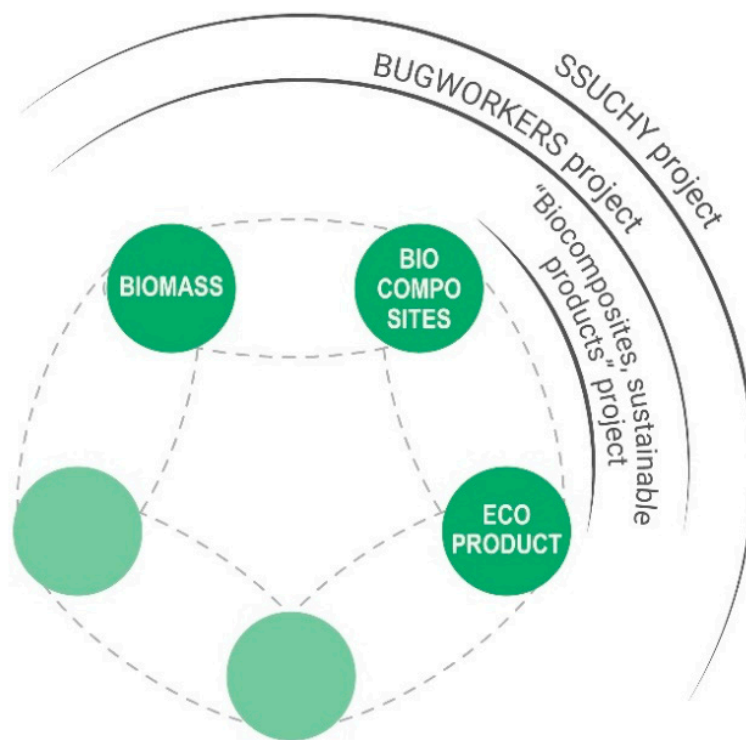 SSUCHY project
BUGWORKERS project
“Biocomposites, sustainable
products” project
BIOMASS
BIO
COMPO
SITES
ECO
PRODUCT